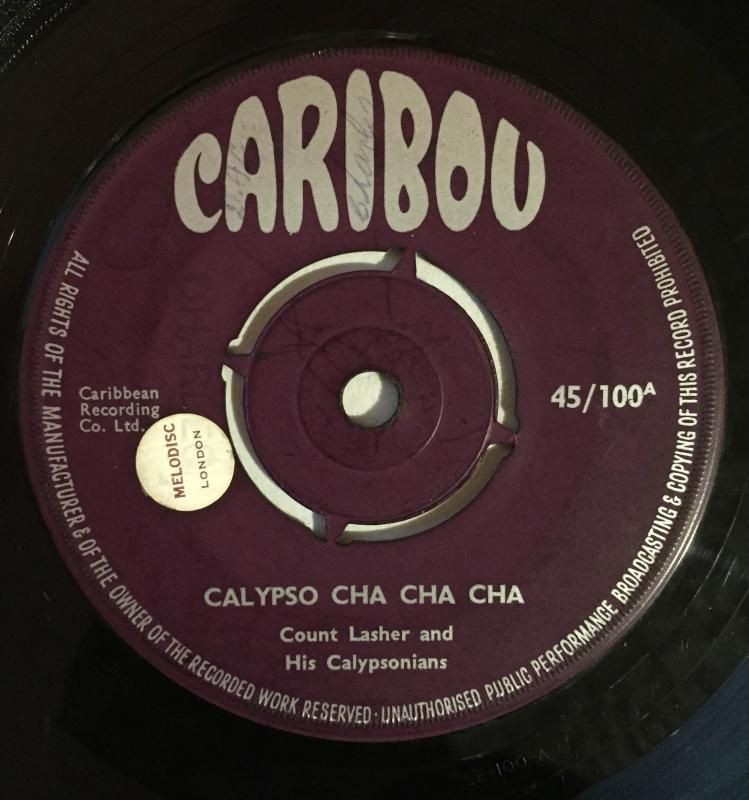 CARIBOU
ALL RIGHTS OF THE MANUFACTURER & OF THE OWNER OF THE RECORDED WORK RESERVED · UNAUTHORISED PUBLIC PERFORMANCE BROADCASTING & COPYING OF THIS RECORD PROHIBITED
Caribbean
Recording
Co. Ltd.
45/100A
MELODISC
LONDON
CALYPSO CHA CHA CHA
Count Lasher and
His Calypsonians